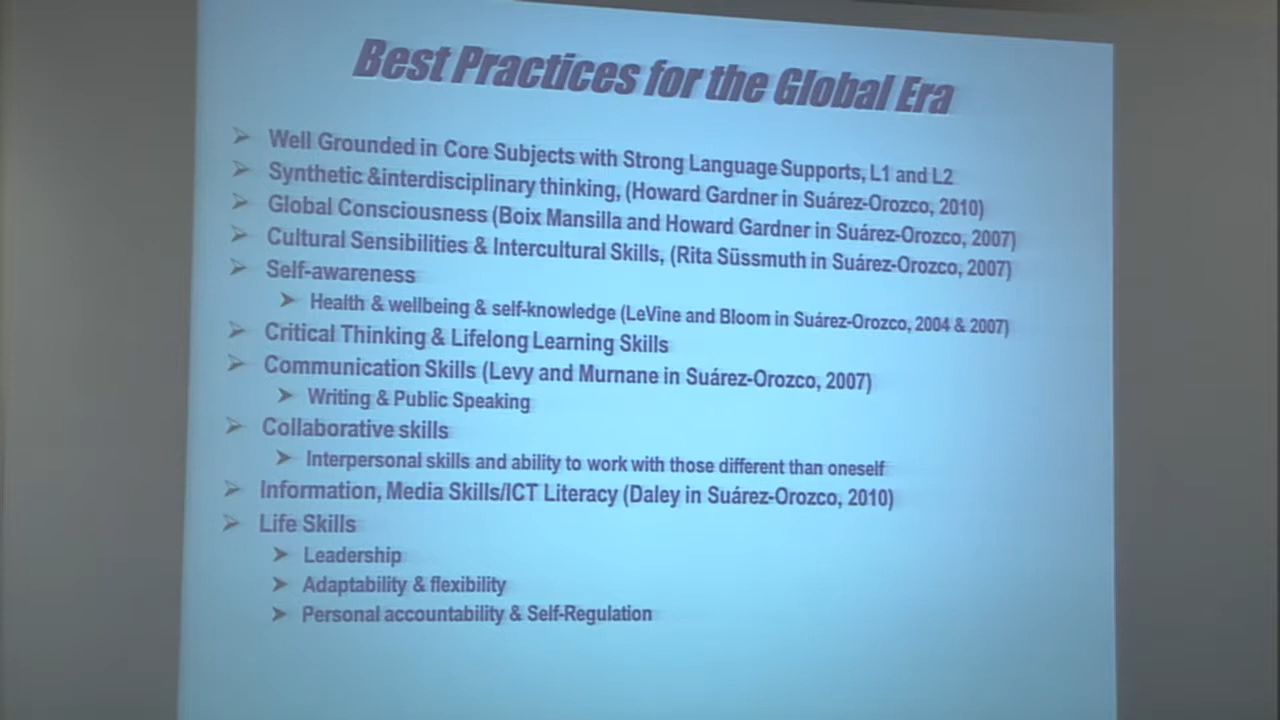 Best Practices for the Global Era
Well Grounded in Core Subjects with Strong Language Supports, L1 and L2
Synthetic &interdisciplinary thinking, (Howard Gardner in Suárez-Orozco, 2010)
Global Consciousness (Boix Mansilla and Howard Gardner in Suárez-Orozco, 2007)
Cultural Sensibilities & Intercultural Skills, (Rita Süssmuth in Suárez-Orozco, 2007)
Self-awareness
Health & wellbeing & self-knowledge (LeVine and Bloom in Suárez-Orozco, 2004 & 2007)
Critical Thinking & Lifelong Learning Skills
Communication Skills (Levy and Murnane in Suárez-Orozco, 2007)
Writing & Public Speaking
Collaborative skills
Interpersonal skills and ability to work with those different than oneself
Information, Media Skills/ICT Literacy (Daley in Suárez-Orozco, 2010)
Life Skills
Leadership
Adaptability & flexibility
Personal accountability & Self-Regulation